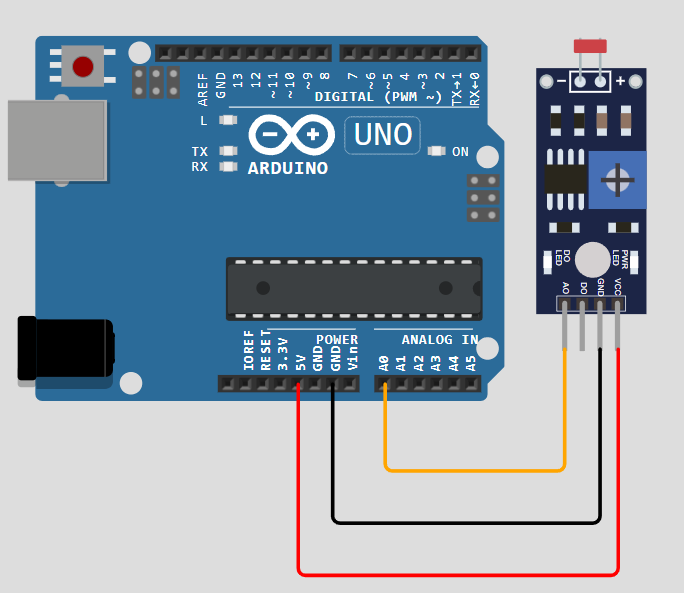 AREF
GND
13
12
~11
~10
~9
8
7
~6
~5
4
~3
2
TX→1
RX←0
DIGITAL (PWM ~)
L
TX
RX
ARDUINO
UNO
ON
IOREF
RESET
3.3V
5V
GND
GND
Vin
POWER
ANALOG IN
A0
A1
A2
A3
A4
A5
− +
DO
LED
PWR
LED
AO
DO
GND
VCC